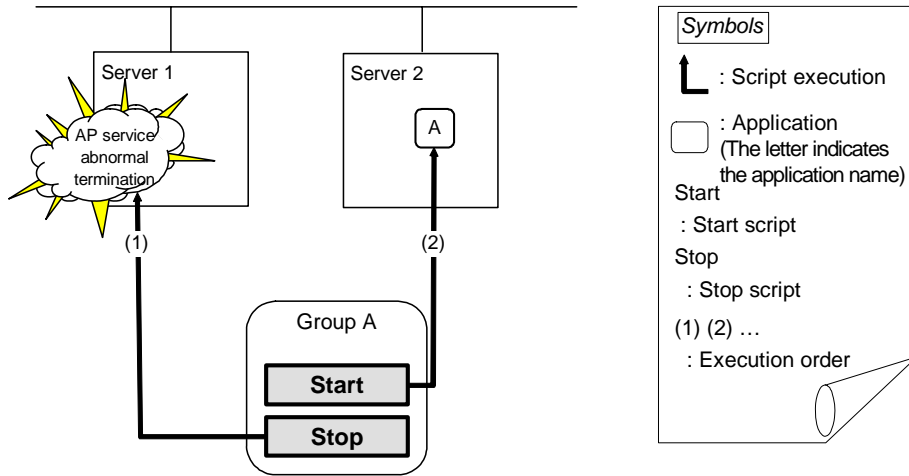 Server 1
AP service
abnormal
termination
Server 2
A
(1)
(2)
Group A
Start
Stop
Symbols
: Script execution
: Application
(The letter indicates
the application name)
Start
: Start script
Stop
: Stop script
(1) (2) …
: Execution order